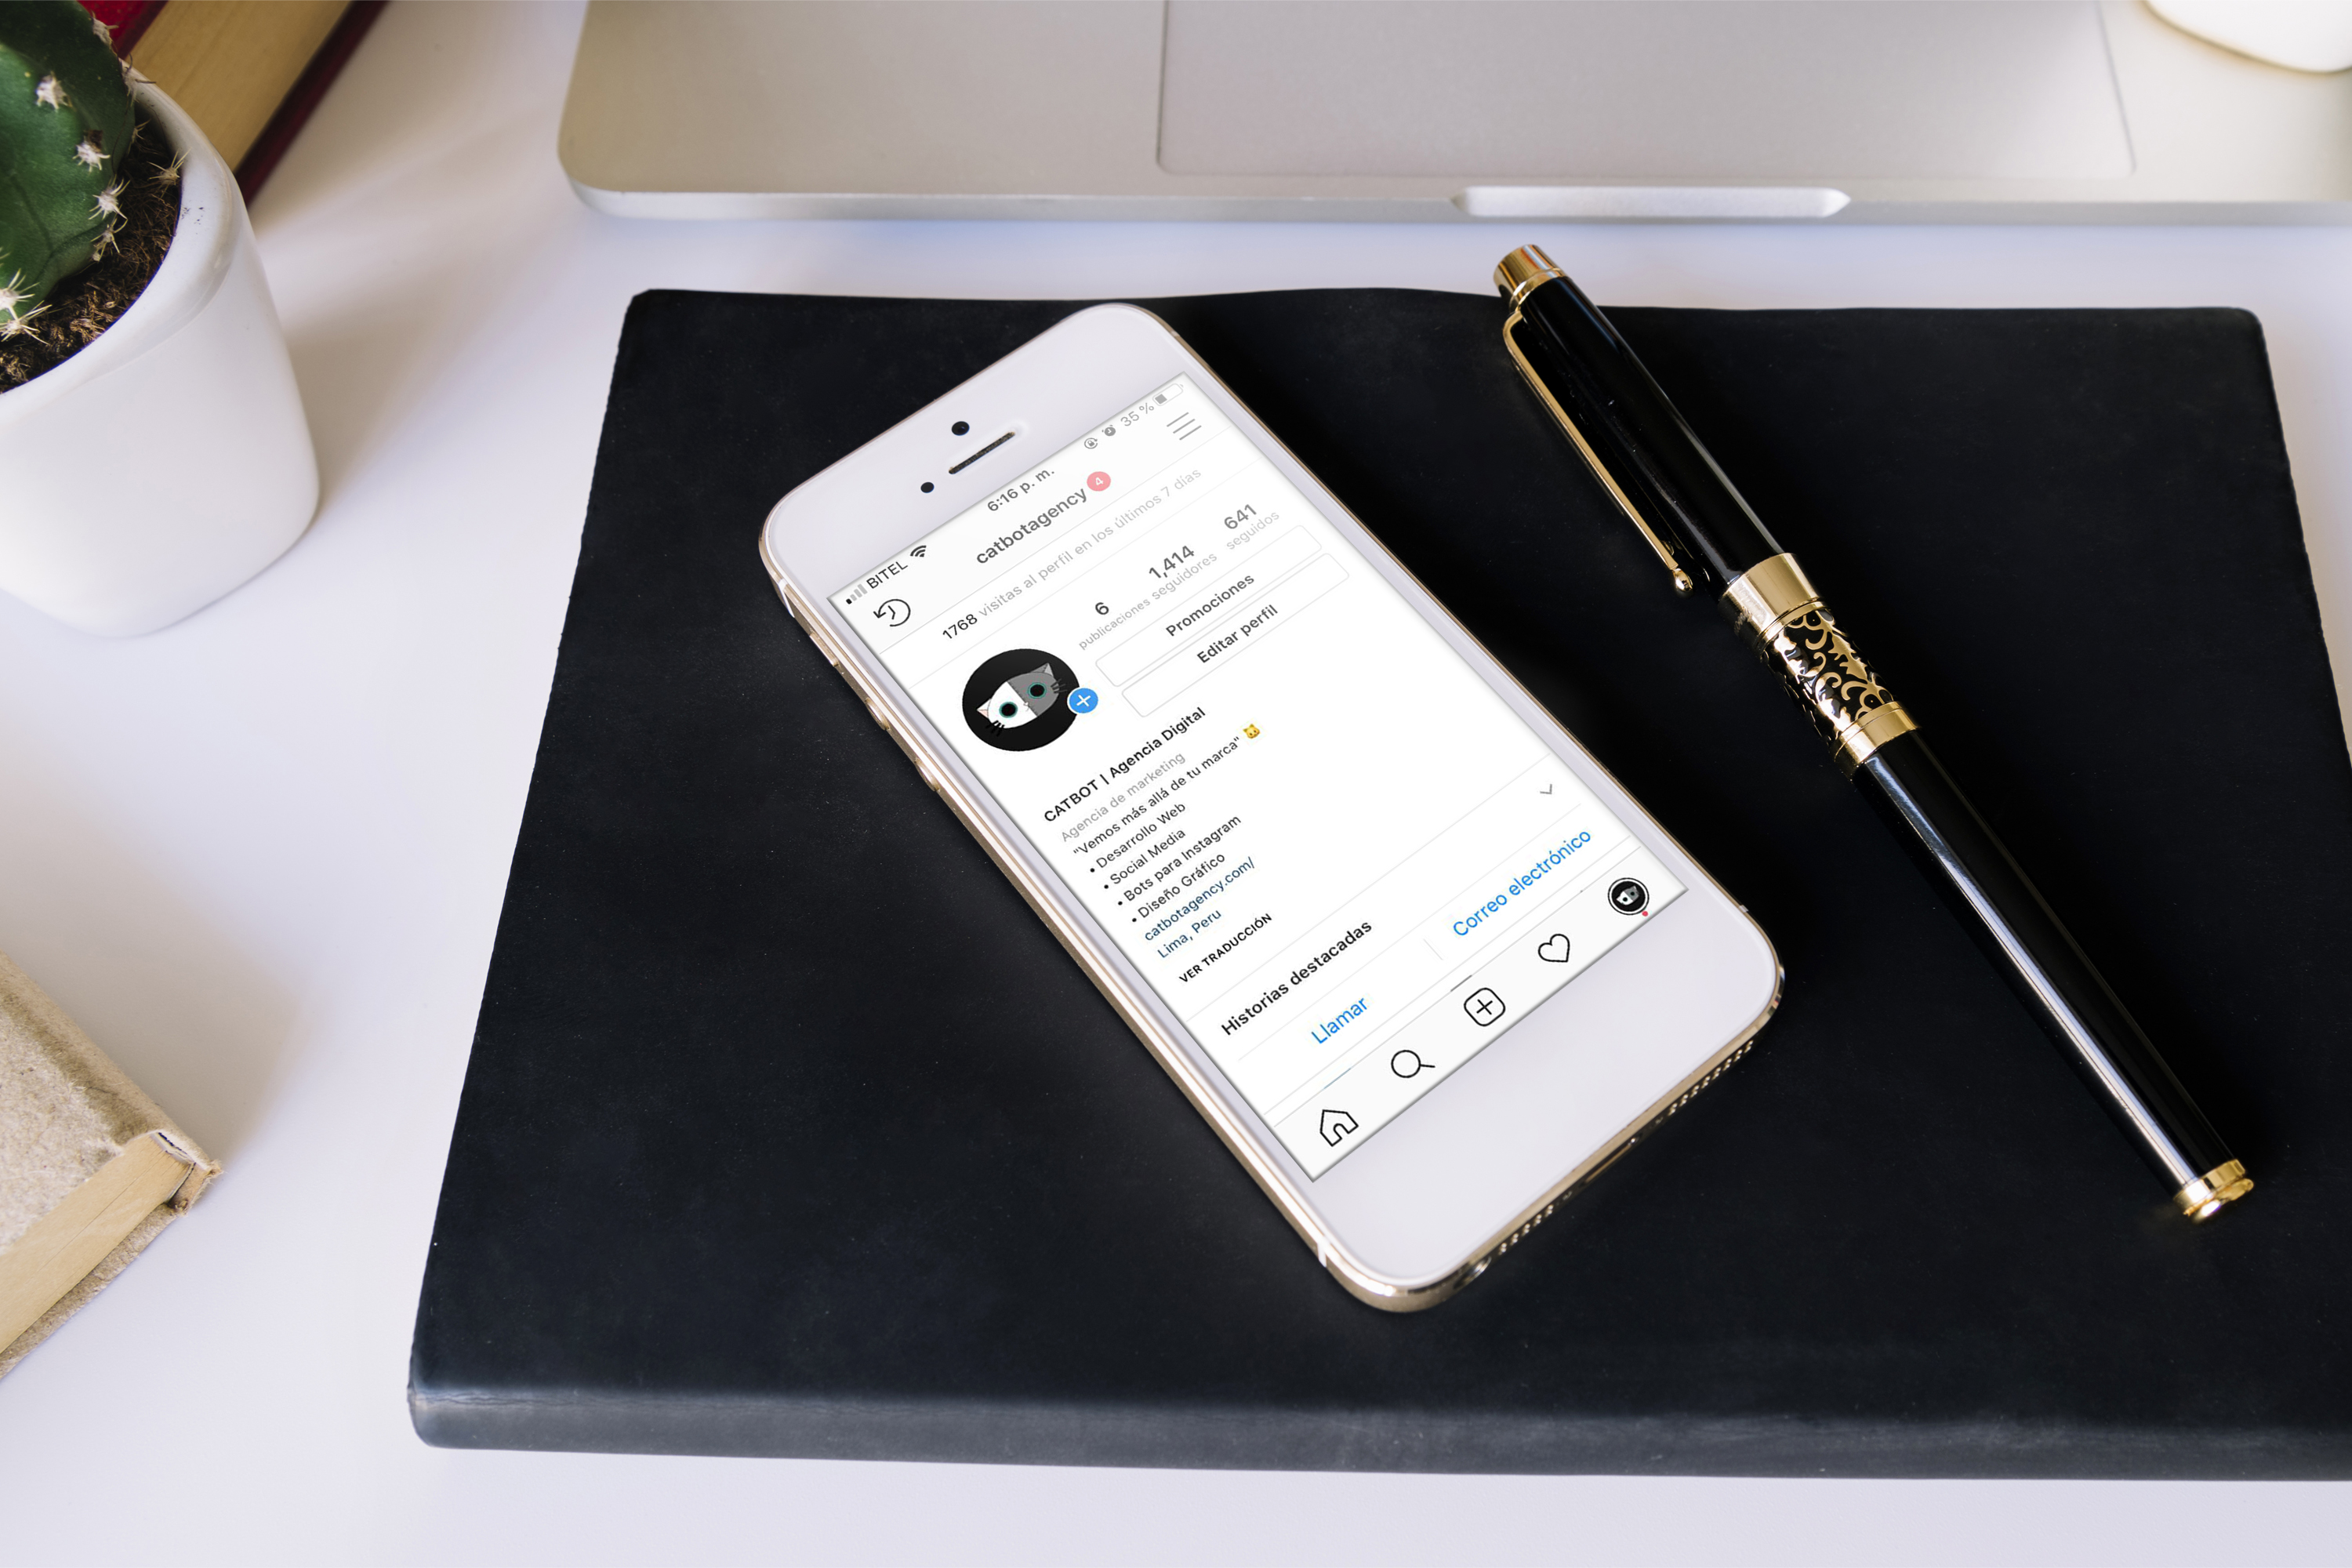 BITEL 6:16 p. m. 35 %
catbotagency 4
1768 visitas al perfil en los últimos 7 días
6 1,414 641
publicaciones seguidores seguidos
Promociones
Editar perfil
CATBOT | Agencia Digital
Agencia de marketing
"Vemos más allá de tu marca" 🐱
• Desarrollo Web
• Social Media
• Bots para Instagram
• Diseño Gráfico
catbotagency.com/
Lima, Peru
VER TRADUCCIÓN
Historias destacadas
Llamar Correo electrónico